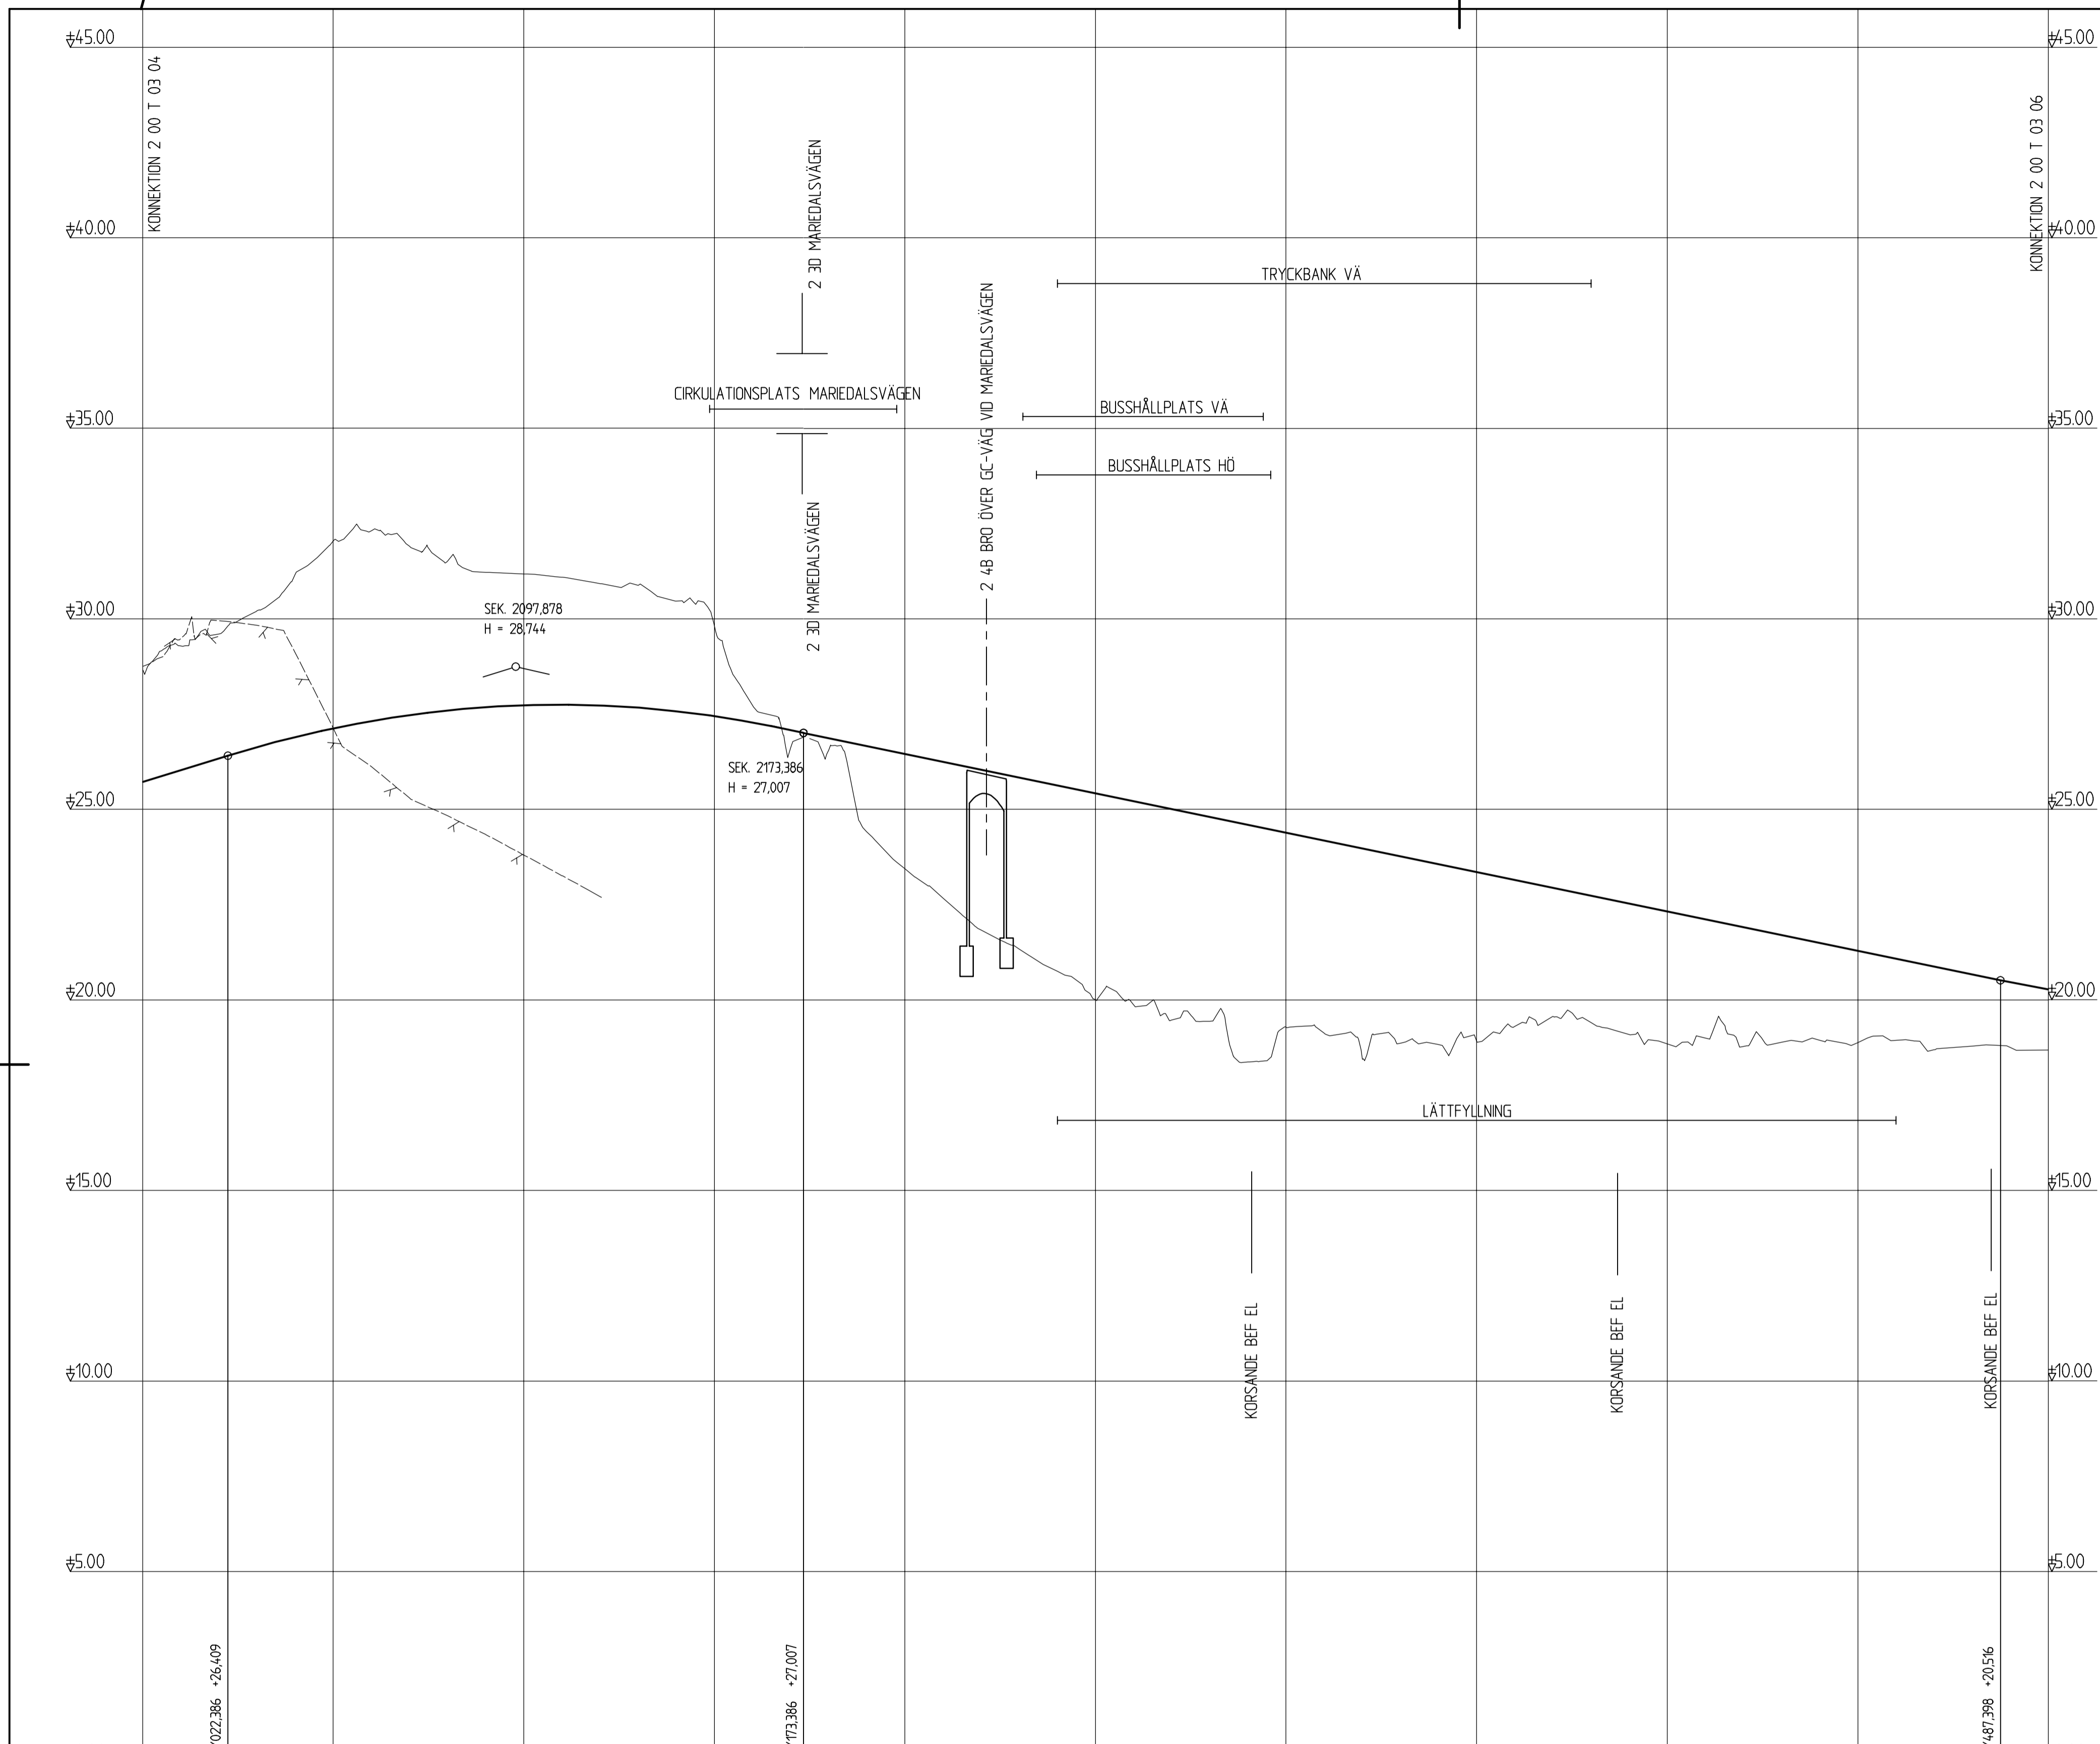 +45.00
+45.00
KONNEKTION 2 00 T 03 04
KONNEKTION 2 00 T 03 06
2 3D MARIEDALSVÄGEN
+40.00
+40.00
TRYCKBANK VÄ
2 4B BRO ÖVER GC-VÄG VID MARIEDALSVÄGEN
CIRKULATIONSPLATS MARIEDALSVÄGEN
BUSSHÅLLPLATS VÄ
+35.00
+35.00
BUSSHÅLLPLATS HÖ
2 3D MARIEDALSVÄGEN
+30.00
+30.00
SEK. 2097,878
H = 28,744
SEK. 2173,386
H = 27,007
+25.00
+25.00
+20.00
+20.00
LÄTTFYLLNING
+15.00
+15.00
KORSANDE BEF EL
KORSANDE BEF EL
KORSANDE BEF EL
+10.00
+10.00
+5.00
+5.00
022,386 +26,409
173,386 +27,007
487,398 +20,516